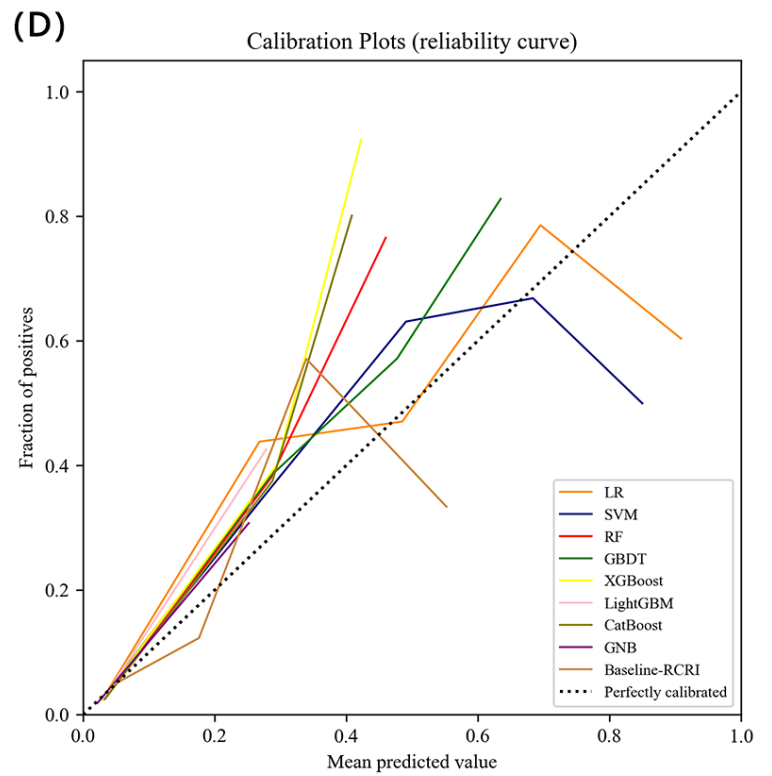 (D)
Calibration Plots (reliability curve)
Fraction of positives
1.0
0.8
0.6
0.4
0.2
0.0
0.0 0.2 0.4 0.6 0.8 1.0
Mean predicted value
LR
SVM
RF
GBDT
XGBoost
LightGBM
CatBoost
GNB
Baseline-RCRI
Perfectly calibrated